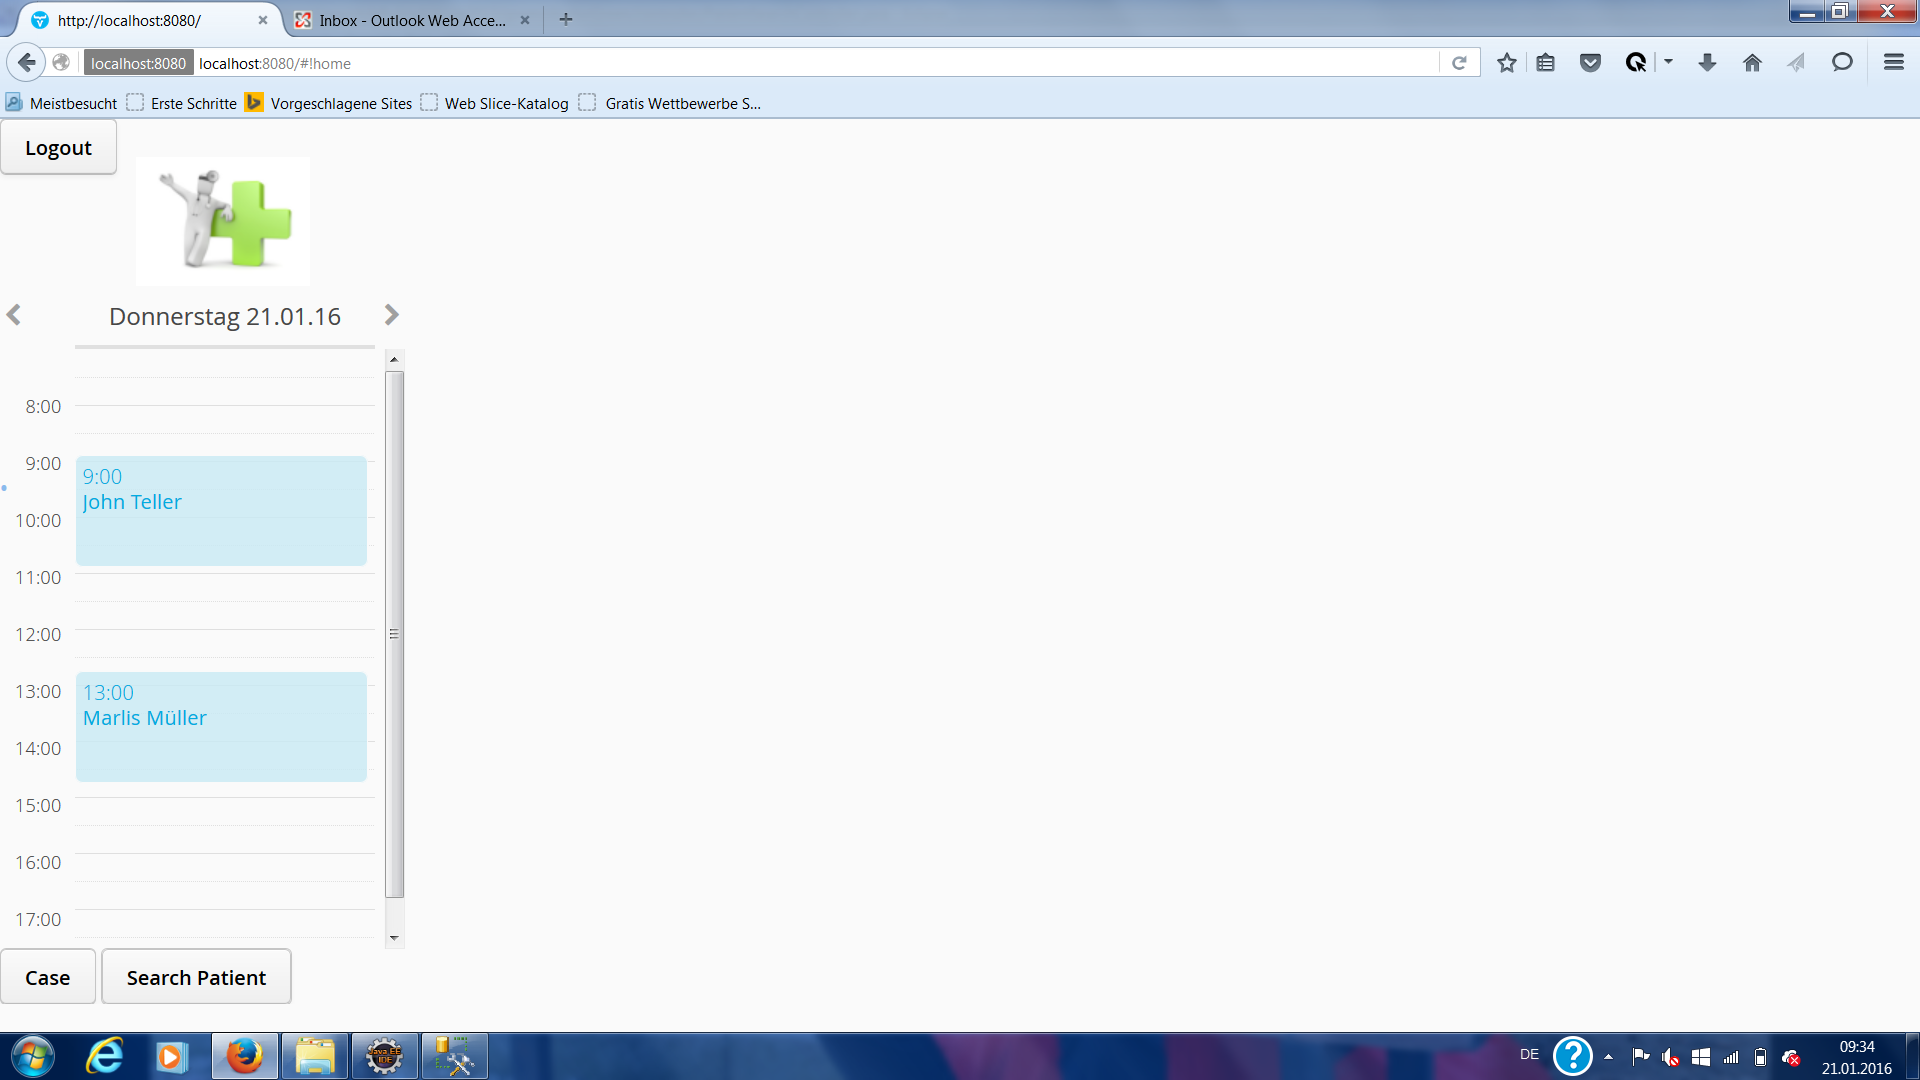 http://localhost:8080/
Inbox - Outlook Web Acce...
localhost:8080 localhost:8080/#!home
Meistbesucht Erste Schritte Vorgeschlagene Sites Web Slice-Katalog Gratis Wettbewerbe S...
Logout
Donnerstag 21.01.16
8:00
9:00
9:00
John Teller
10:00
11:00
12:00
13:00
13:00
Marlis Müller
14:00
15:00
16:00
17:00
Case Search Patient
Java EE
IDE
DE
09:34
21.01.2016